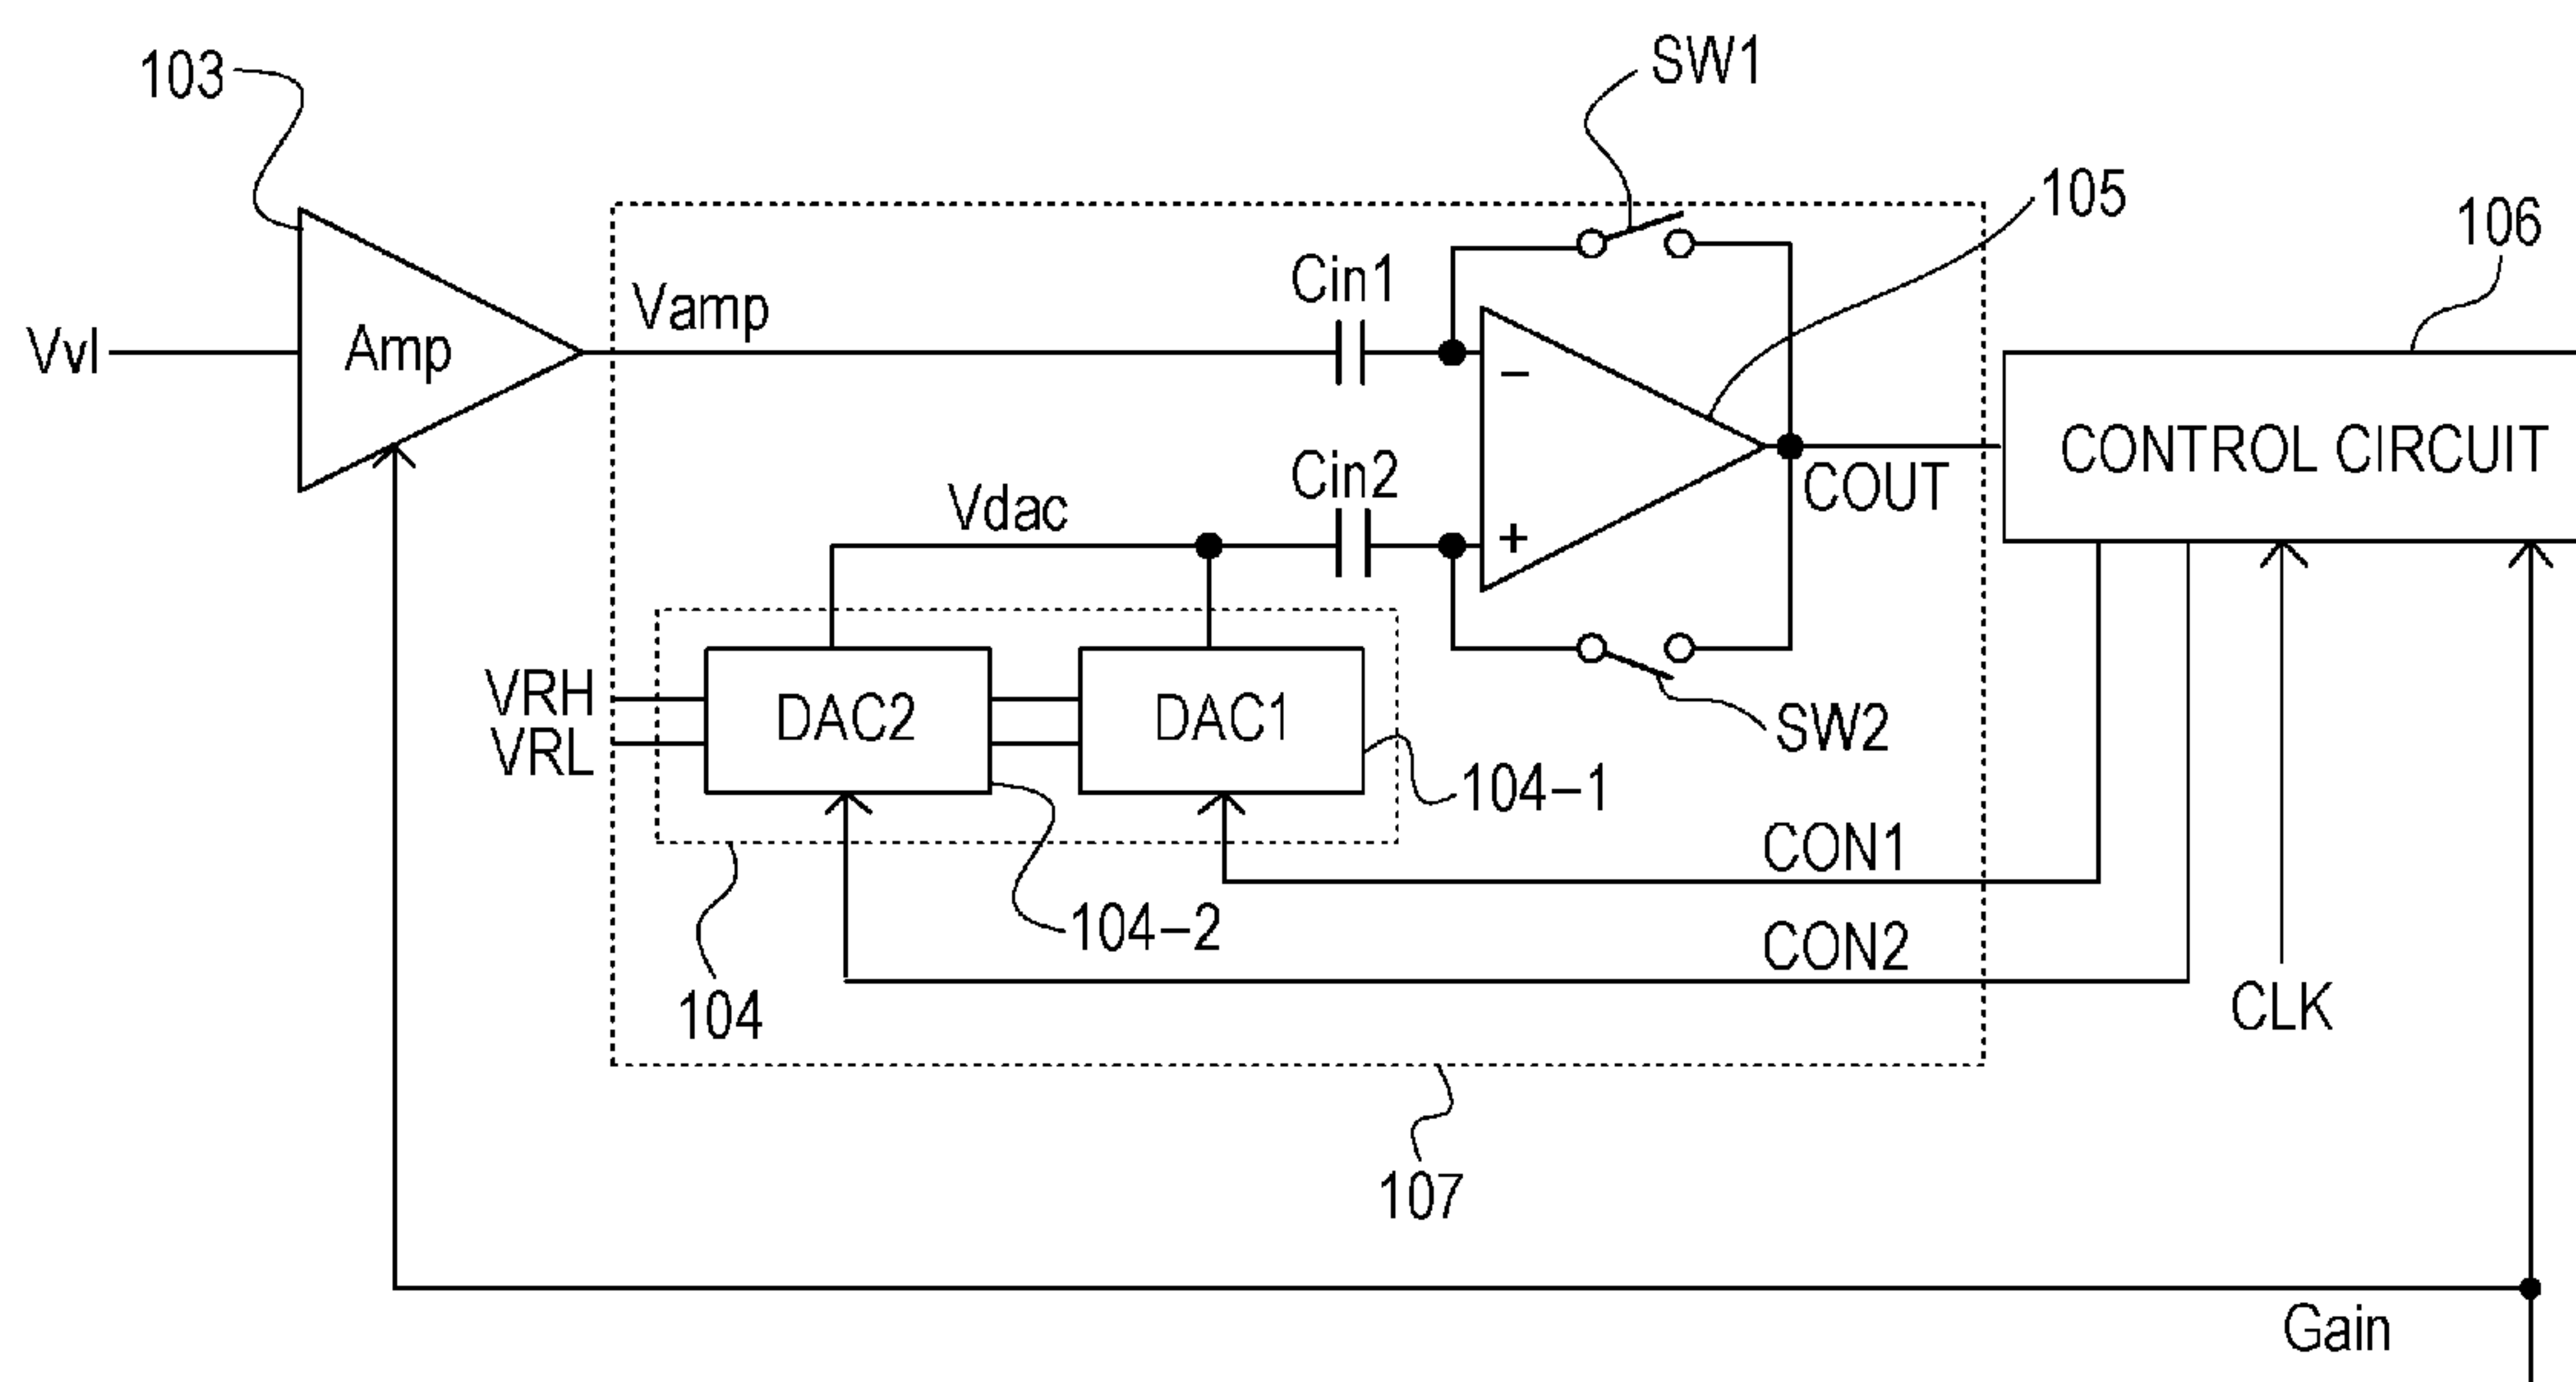 SW1
103
105
106
Cin1
Vamp
Vvl
Amp
−
CONTROL CIRCUIT
Cin2
COUT
Vdac
+
VRH
DAC2
DAC1
SW2
VRL
104−1
CON1
104−2
CON2
104
CLK
107
Gain